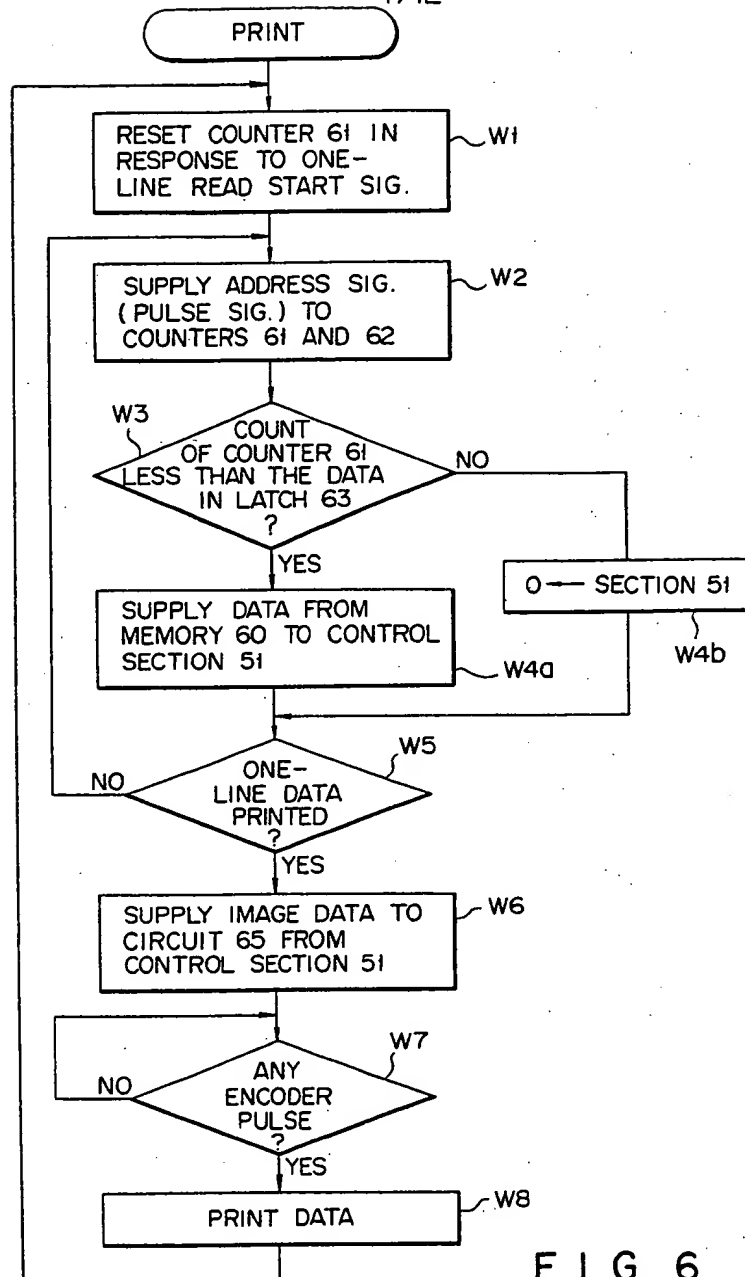 PRINT
RESET COUNTER 61 IN
RESPONSE TO ONE-
LINE READ START SIG.
W1
SUPPLY ADDRESS SIG.
(PULSE SIG.) TO
COUNTERS 61 AND 62
W2
W3
COUNT
OF COUNTER 61
LESS THAN THE DATA
IN LATCH 63
?
NO
YES
SUPPLY DATA FROM
MEMORY 60 TO CONTROL
SECTION 51
W4a
0 ← SECTION 51
W4b
W5
ONE-
LINE DATA
PRINTED
?
NO
YES
SUPPLY IMAGE DATA TO
CIRCUIT 65 FROM
CONTROL SECTION 51
W6
W7
ANY
ENCODER
PULSE
?
NO
YES
PRINT DATA
W8
FIG. 6